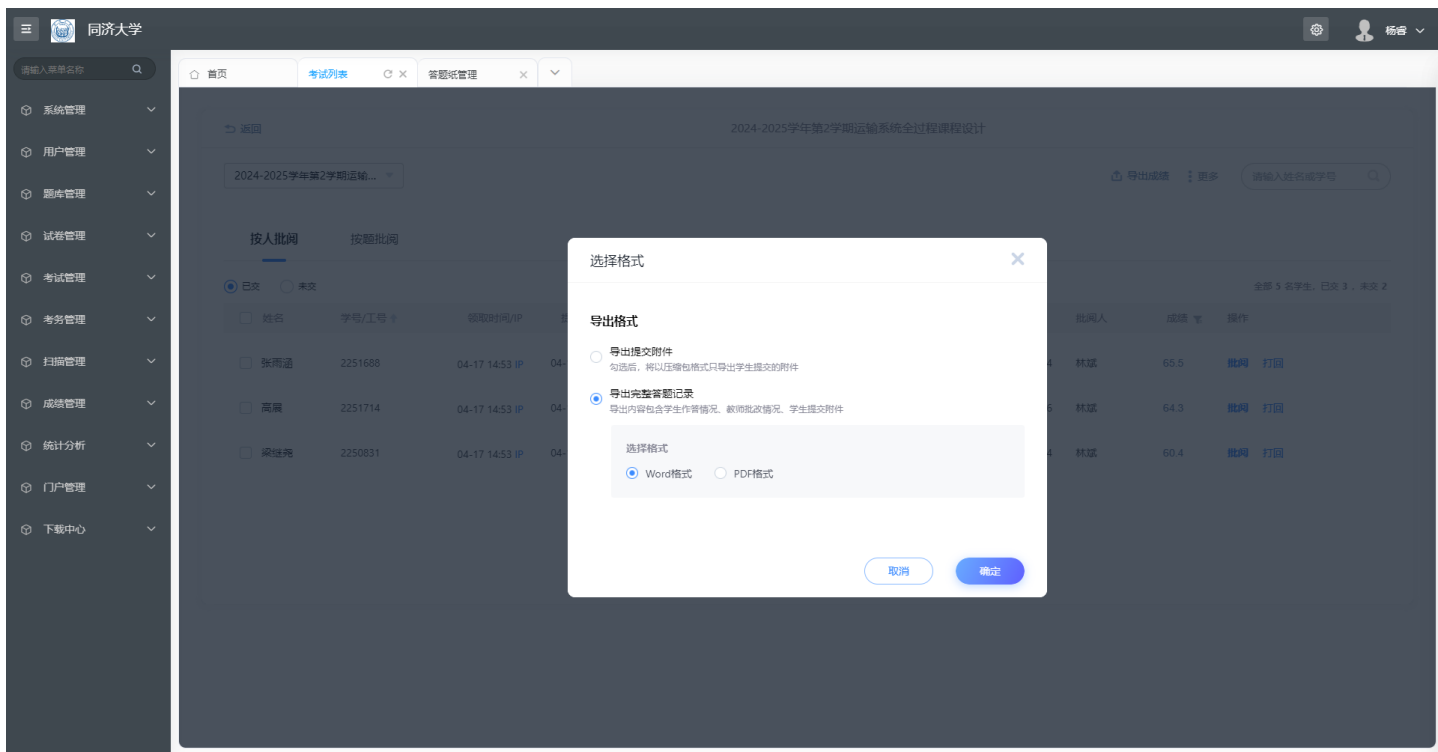 同济大学
杨睿
请输入菜单名称
首页
考试列表
答题纸管理
系统管理
用户管理
题库管理
试卷管理
考试管理
考务管理
扫描管理
成绩管理
统计分析
门户管理
下载中心
返回
2024-2025学年第2学期运输系统全过程课程设计
2024-2025学年第2学期运输...
导出成绩
更多
请输入姓名或学号
按人批阅
按题批阅
已交
未交
全部 5 名学生，已交 3 ，未交 2
姓名 学号/工号 领取时间/IP 批阅人 成绩 操作
张雨涵 2251688 04-17 14:53 IP 04- 4 林斌 65.5 批阅 打回
高晨 2251714 04-17 14:53 IP 04- 6 林斌 64.3 批阅 打回
梁继尧 2250831 04-17 14:53 IP 04- 4 林斌 60.4 批阅 打回
选择格式
导出格式
导出提交附件
勾选后，将以压缩包格式只导出学生提交的附件
导出完整答题记录
导出内容包含学生作答情况、教师批改情况、学生提交附件
选择格式
Word格式
PDF格式
取消
确定